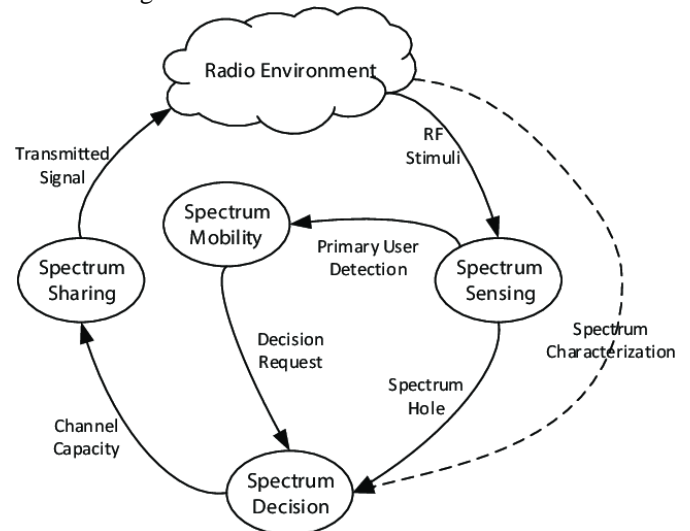 Radio Environment
RF
Stimuli
Transmitted
Signal
Spectrum
Mobility
Primary User
Detection
Spectrum
Sensing
Spectrum
Sharing
Spectrum
Characterization
Decision
Request
Spectrum
Hole
Channel
Capacity
Spectrum
Decision